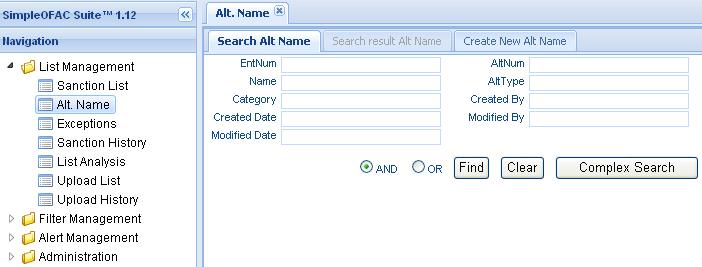 SimpleOFAC Suite™ 1.12
Navigation
List Management
Sanction List
Alt. Name
Exceptions
Sanction History
List Analysis
Upload List
Upload History
Filter Management
Alert Management
Administration
Alt. Name
Search Alt Name Search result Alt Name Create New Alt Name
EntNum AltNum
Name AltType
Category Created By
Created Date Modified By
Modified Date
AND OR Find Clear Complex Search